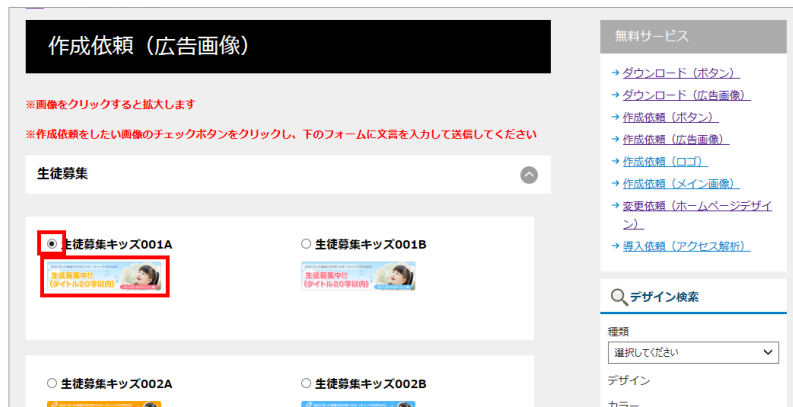 作成依頼（広告画像）
※画像をクリックすると拡大します
※作成依頼をしたい画像のチェックボタンをクリックし、下のフォームに文言を入力して送信してください
生徒募集
生徒募集キッズ001A
生徒募集キッズ001B
生徒募集中!!
(タイトル20字以内)
生徒募集中!!
(タイトル20字以内)
生徒募集キッズ002A
生徒募集キッズ002B
無料サービス
ダウンロード（ボタン）
ダウンロード（広告画像）
作成依頼（ボタン）
作成依頼（広告画像）
作成依頼（ロゴ）
作成依頼（メイン画像）
変更依頼（ホームページデザイ
ン）
導入依頼（アクセス解析）
デザイン検索
種類
選択してください
デザイン
カラー